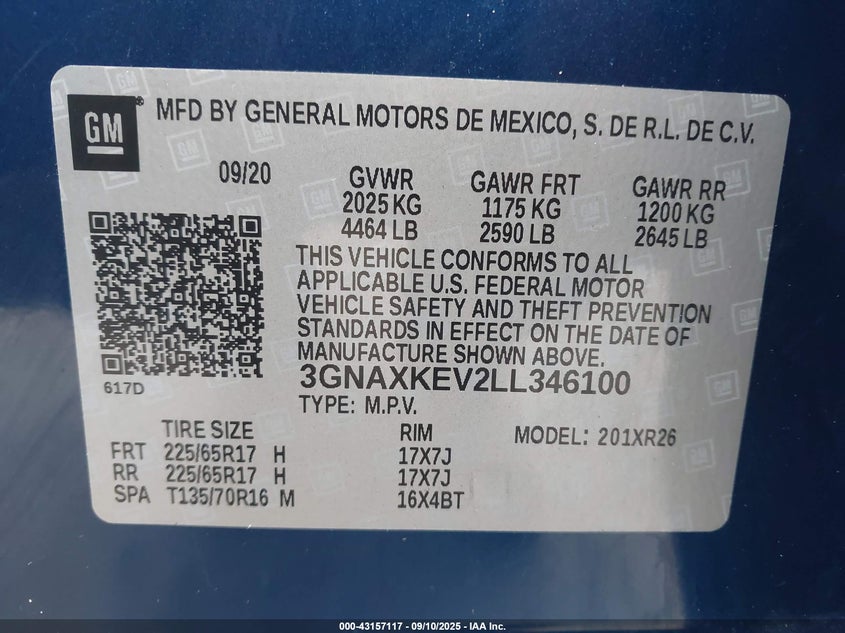 GM® MFD BY GENERAL MOTORS DE MEXICO, S. DE R.L. DE C.V.
09/20 GVWR GAWR FRT GAWR RR
2025 KG 1175 KG 1200 KG
4464 LB 2590 LB 2645 LB
THIS VEHICLE CONFORMS TO ALL
APPLICABLE U.S. FEDERAL MOTOR
VEHICLE SAFETY AND THEFT PREVENTION
STANDARDS IN EFFECT ON THE DATE OF
MANUFACTURE SHOWN ABOVE.
617D 3GNAXKEV2LL346100
TYPE: M.P.V.
TIRE SIZE RIM MODEL: 201XR26
FRT 225/65R17 H 17X7J
RR 225/65R17 H 17X7J
SPA T135/70R16 M 16X4BT
000-43157117 - 09/10/2025 - IAA Inc.